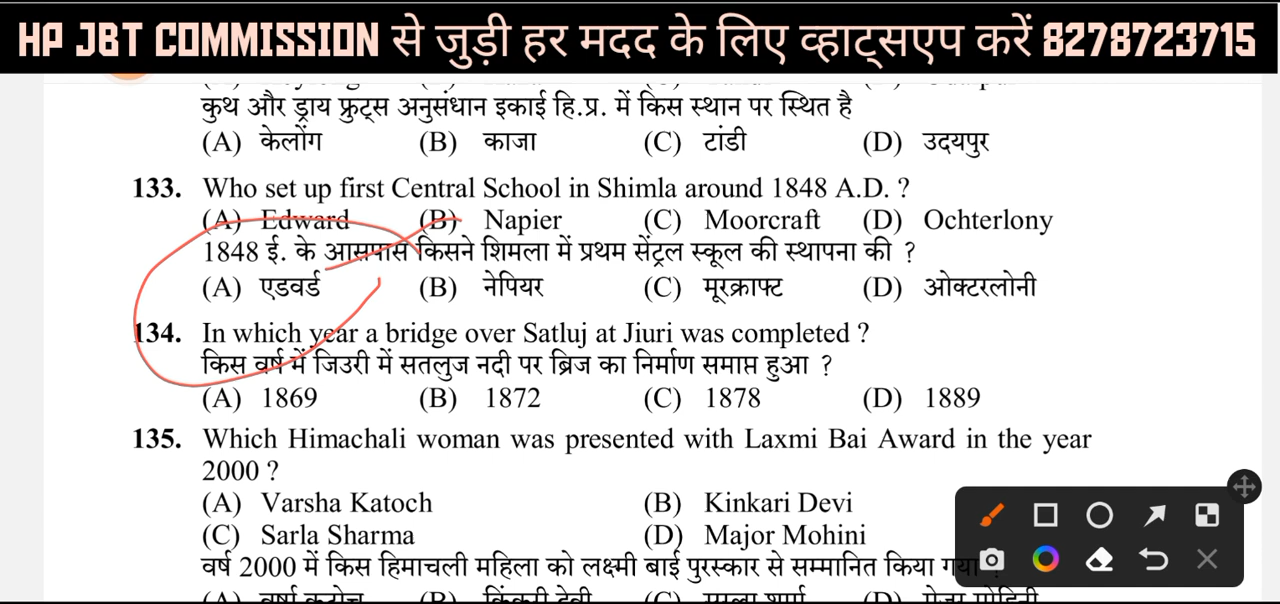 HP JBT COMMISSION से जुड़ी हर मदद के लिए व्हाट्सएप करें 8278723715
कुथ और ड्राय फ्रुट्स अनुसंधान इकाई हि.प्र. में किस स्थान पर स्थित है
(A) केलोंग (B) काजा (C) टांडी (D) उदयपुर
133. Who set up first Central School in Shimla around 1848 A.D. ?
(A) Edward (B) Napier (C) Moorcraft (D) Ochterlony
1848 ई. के आसपास किसने शिमला में प्रथम सेंट्रल स्कूल की स्थापना की ?
(A) एडवर्ड (B) नेपियर (C) मूरक्राफ्ट (D) ओक्टरलोनी
134. In which year a bridge over Satluj at Jiuri was completed ?
किस वर्ष में जिउरी में सतलुज नदी पर ब्रिज का निर्माण समाप्त हुआ ?
(A) 1869 (B) 1872 (C) 1878 (D) 1889
135. Which Himachali woman was presented with Laxmi Bai Award in the year
2000 ?
(A) Varsha Katoch (B) Kinkari Devi
(C) Sarla Sharma (D) Major Mohini
वर्ष 2000 में किस हिमाचली महिला को लक्ष्मी बाई पुरस्कार से सम्मानित किया गया ?